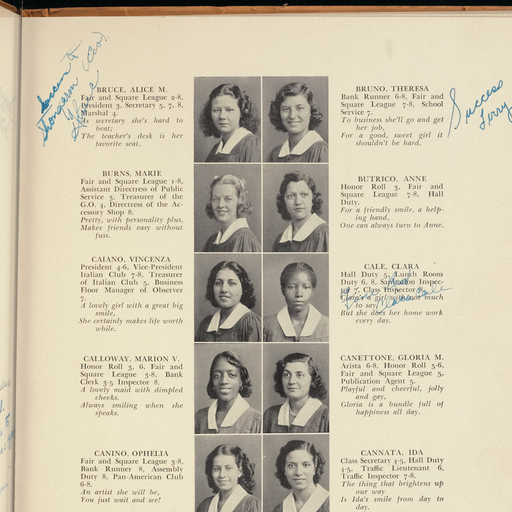 BRUCE, ALICE M.
Fair and Square League 2-8,
President 3, Secretary 5, 7, 8,
Marshal 4.
As secretary she's hard to
beat;
The teacher's desk is her
favorite seat.
BURNS, MARIE
Fair and Square League 1-8,
Assistant Directress of Public
Service 3, Treasurer of the
G.O. 4, Directress of the Ac-
cessory Shop 8.
Pretty, with personality plus,
Makes friends easy without
fuss.
CAIANO, VINCENZA
President 4-6, Vice-President
Italian Club 7-8, Treasurer
of Italian Club 5, Business
Floor Manager of Observer
7.
A lovely girl with a great big
smile,
She certainly makes life worth
while.
CALLOWAY, MARION V.
Honor Roll 3, 6, Fair and
Square League 3-8, Bank
Clerk 3-5 Inspector 8.
A lovely maid with dimpled
cheeks.
Always smiling when she
speaks.
CANINO, OPHELIA
Fair and Square League 3-8,
Bank Runner 8, Assembly
Duty 8, Pan-American Club
6-8.
An artist she will be,
You just wait and see!
BRUNO, THERESA
Bank Runner 6-8, Fair and
Square League 7-8, School
Service 7.
To business she'll go and get
her job,
For a good, sweet girl it
shouldn't be hard.
Success
BUTRICO, ANNE
Honor Roll 3, Fair and
Square League 7-8, Hall
Duty.
For a friendly smile, a help-
ing hand,
One can always turn to Anne.
CALE, CLARA
Hall Duty 5, Lunch Room
Duty 6, 8, Inspec-
7, Class Inspector
Clara's a girl much
to say,
But she does her work
every day.
CANETTONE, GLORIA M.
Arista 6-8, Honor Roll 5-6,
Fair and Square League 5,
Publication Agent 5.
Playful and cheerful, jolly
and gay,
Gloria is a bundle full of
happiness all day.
CANNATA, IDA
Class Secretary 4-5, Hall Duty
4-5, Traffic Lieutenant 6,
Traffic Inspector 7-8.
The thing that brightens up
our way
Is Ida's smile from day to
day.